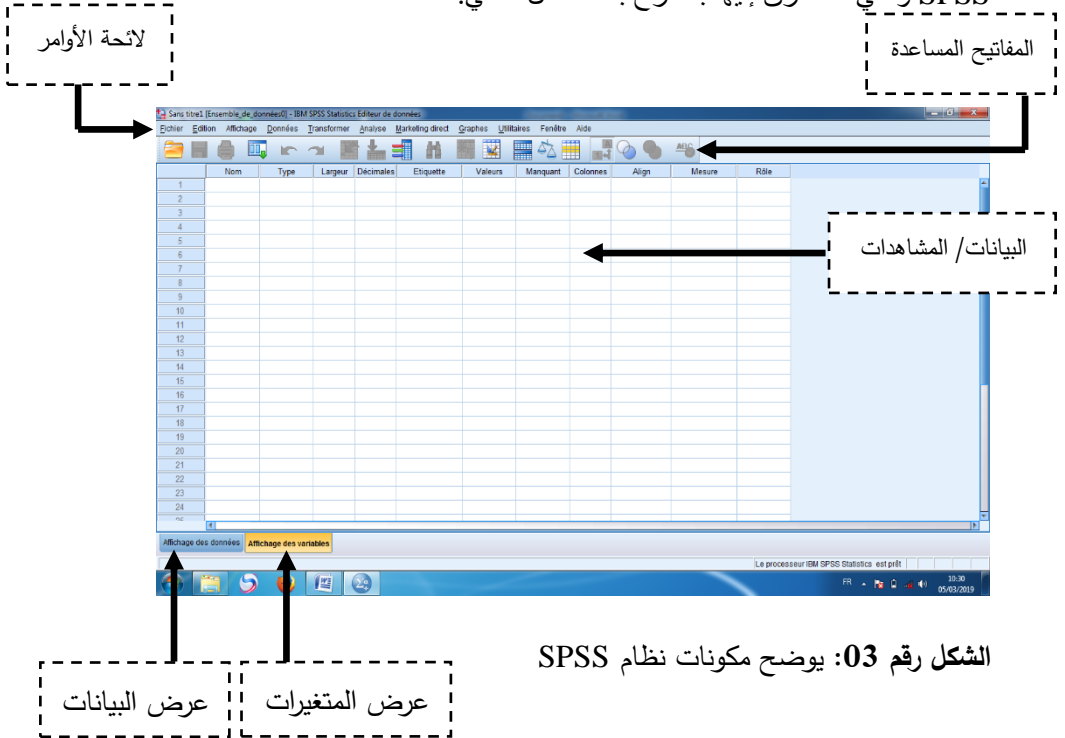 SPSS
لائحة الأوامر
المفاتيح المساعدة
Sans titre1 [Ensemble_de_données0] - IBM SPSS Statistics Editeur de données
Fichier Edition Affichage Données Transformer Analyse Marketing direct Graphes Utilitaires Fenêtre Aide
Nom Type Largeur Décimales Etiquette Valeurs Manquant Colonnes Align Mesure Rôle
1
2
3
4
5
6
7
8
9
10
11
12
13
14
15
16
17
18
19
20
21
22
23
24
البيانات/ المشاهدات
Affichage des données Affichage des variables
Le processeur IBM SPSS Statistics est prêt
FR 10:30
05/03/2019
الشكل رقم 03: يوضح مكونات نظام SPSS
عرض المتغيرات
عرض البيانات